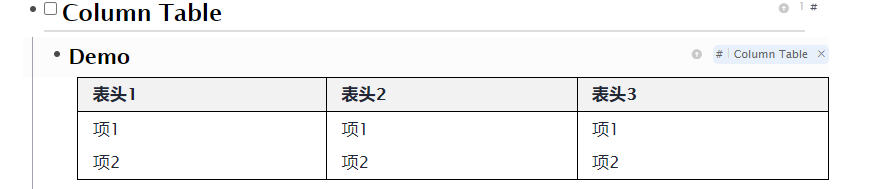 Column Table
1 #
Demo
# Column Table ×
表头1 表头2 表头3
项1 项1 项1
项2 项2 项2